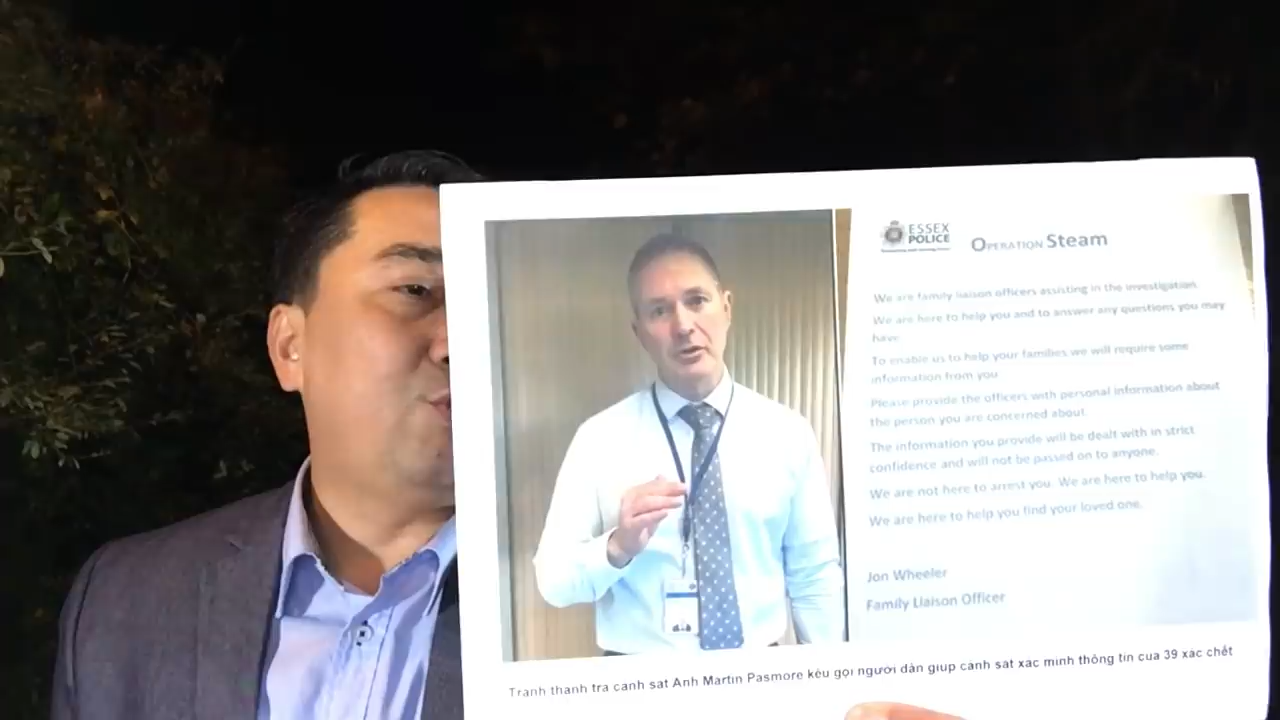 ESSEX
POLICE
OPERATION Steam
We are family liaison officers assisting in the investigation.
We are here to help you and to answer any questions you may
have
To enable us to help your families we will require some
information from you
Please provide the officers with personal information about
the person you are concerned about.
The information you provide will be dealt with in strict
confidence and will not be passed on to anyone.
We are not here to arrest you. We are here to help you.
We are here to help you find your loved one.
Jon Wheeler
Family Liaison Officer
Tranh thanh tra canh sat Anh Martin Pasmore kêu gọi người dân giup canh sat xac minh thông tin cua 39 xác chết